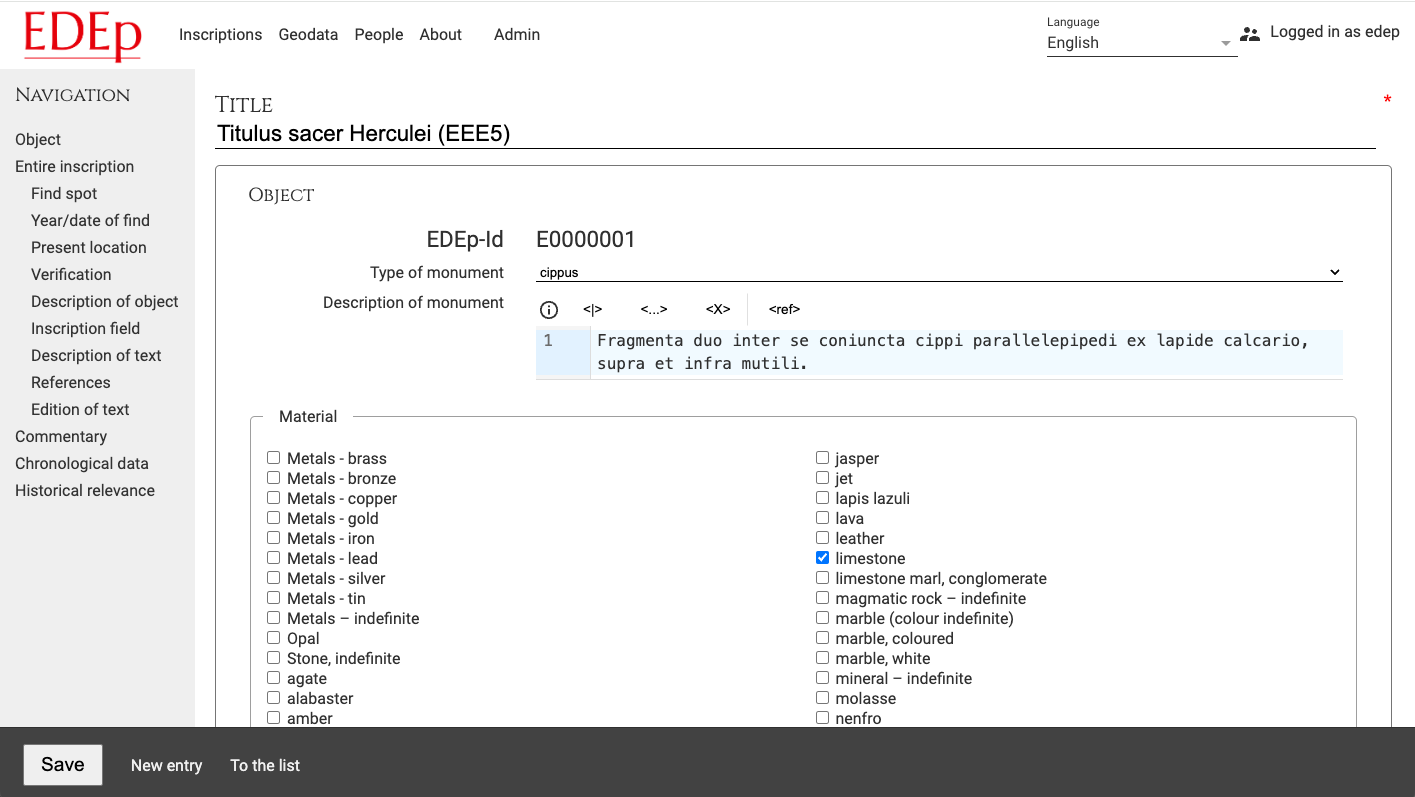 EDEp
Inscriptions Geodata People About Admin
Language
English
Logged in as edep
Navigation
Object
Entire inscription
Find spot
Year/date of find
Present location
Verification
Description of object
Inscription field
Description of text
References
Edition of text
Commentary
Chronological data
Historical relevance
Title *
Titulus sacer Herculei (EEE5)
Object
EDEp-Id E0000001
Type of monument cippus
Description of monument
<|> <...> <X> <ref>
1 Fragmenta duo inter se coniuncta cippi parallelepipedi ex lapide calcario,
supra et infra mutili.
Material
Metals - brass
Metals - bronze
Metals - copper
Metals - gold
Metals - iron
Metals - lead
Metals - silver
Metals - tin
Metals – indefinite
Opal
Stone, indefinite
agate
alabaster
amber
jasper
jet
lapis lazuli
lava
leather
limestone
limestone marl, conglomerate
magmatic rock – indefinite
marble (colour indefinite)
marble, coloured
marble, white
mineral – indefinite
molasse
nenfro
Save New entry To the list